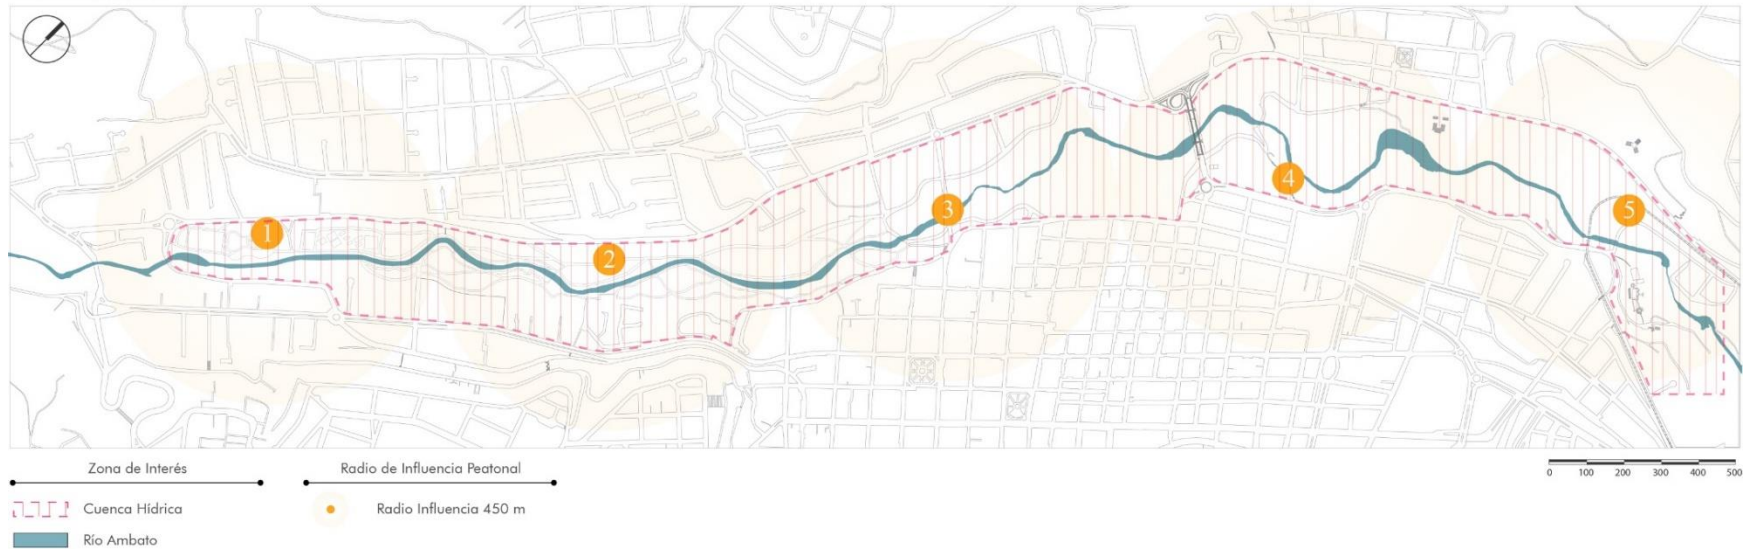 1
2
3
4
5
Zona de Interés
Radio de Influencia Peatonal
Cuenca Hídrica
Radio Influencia 450 m
Río Ambato
0 100 200 300 400 500